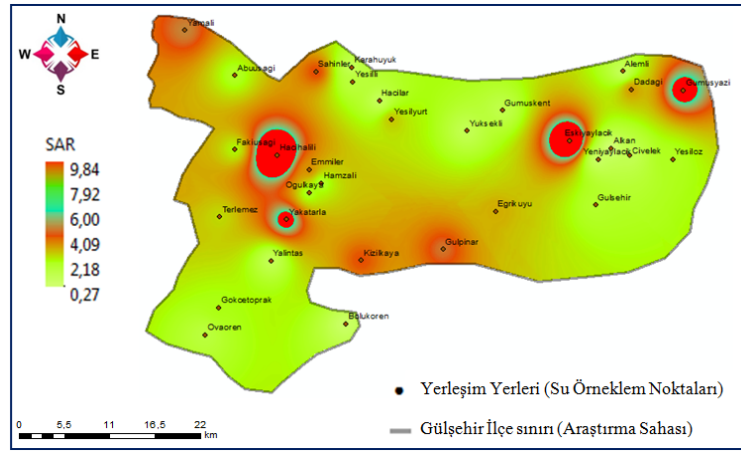 Yamali
N
Kerahuyuk
Abuusagi
Sahinler
Alemli
W
E
Yesilli
Dadagi
Gumusyazi
S
Hacilar
Gumuskent
Yesilyurt
Yuksekli
SAR
Eskiyaylacik
Fakiusagi
Hacihalili
Alkan
Yeniyaylacik
Civelek
Yesiloz
9,84
Emmiler
7,92
Hamzali
Ogulkaya
6,00
Terlemez
Yakatarla
Egrikuyu
Gulsehir
4,09
2,18
Yalintas
Kizilkaya
Gulpinar
0,27
Gokcetoprak
Bolukoren
Ovaoren
Yerleşim Yerleri (Su Örneklem Noktaları)
Gülşehir İlçe sınırı (Araştırma Sahası)
0 5,5 11 16,5 22
km